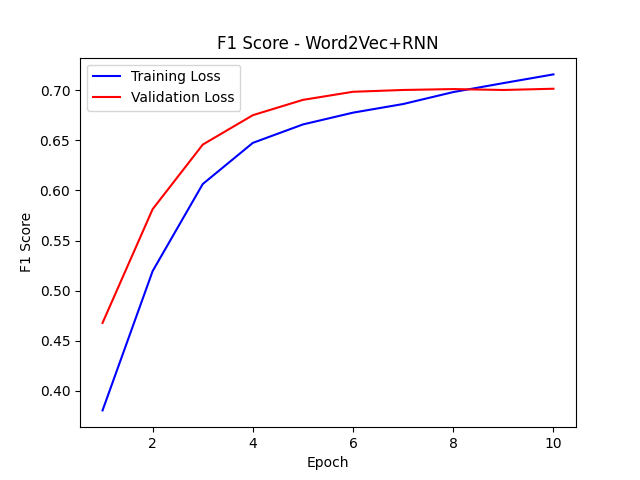 F1 Score - Word2Vec+RNN
Training Loss
Validation Loss
F1 Score
0.70
0.65
0.60
0.55
0.50
0.45
0.40
2 4 6 8 10
Epoch